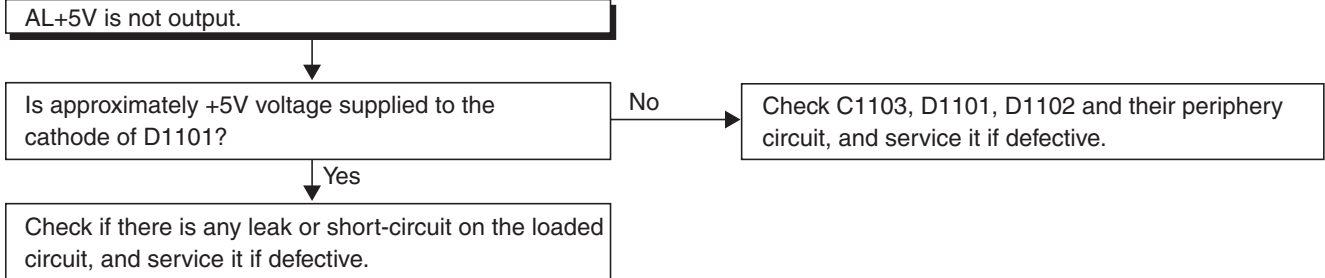 AL+5V is not output.
Is approximately +5V voltage supplied to the
cathode of D1101?
No
Check C1103, D1101, D1102 and their periphery
circuit, and service it if defective.
Yes
Check if there is any leak or short-circuit on the loaded
circuit, and service it if defective.